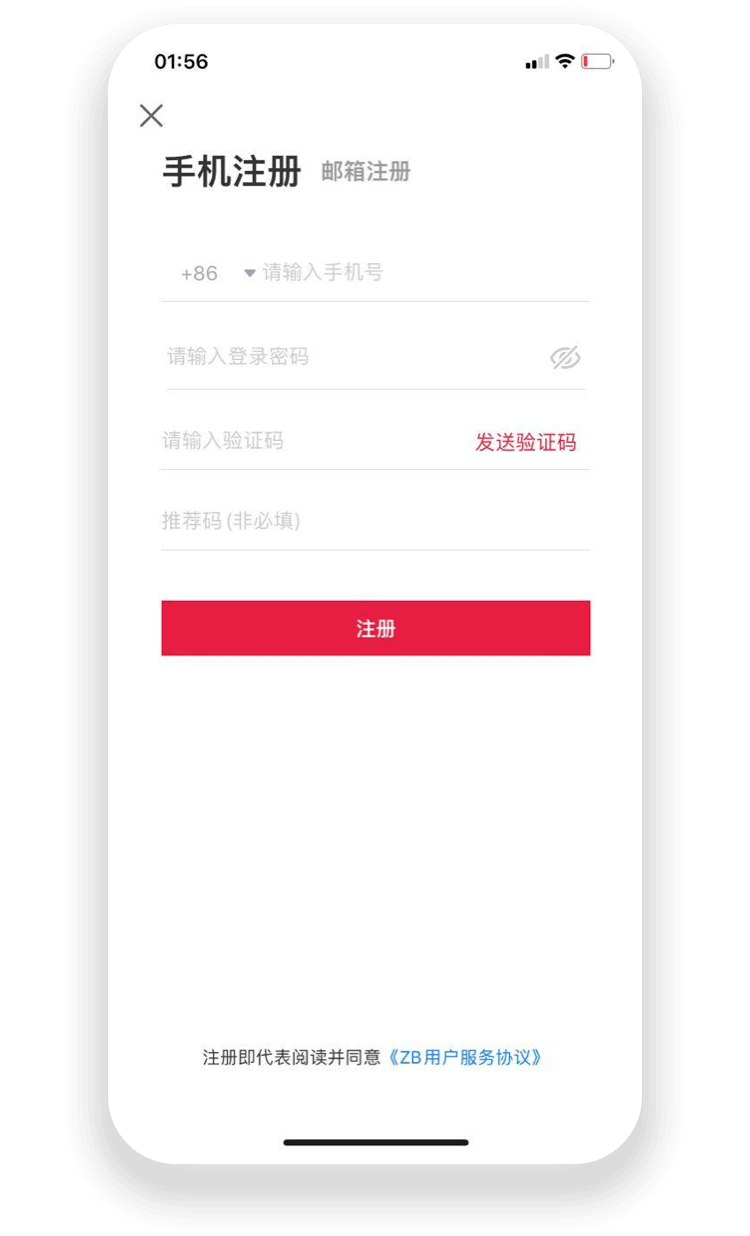 01:56
手机注册 邮箱注册
+86 请输入手机号
请输入登录密码
请输入验证码 发送验证码
推荐码(非必填)
注册
注册即代表阅读并同意《ZB用户服务协议》